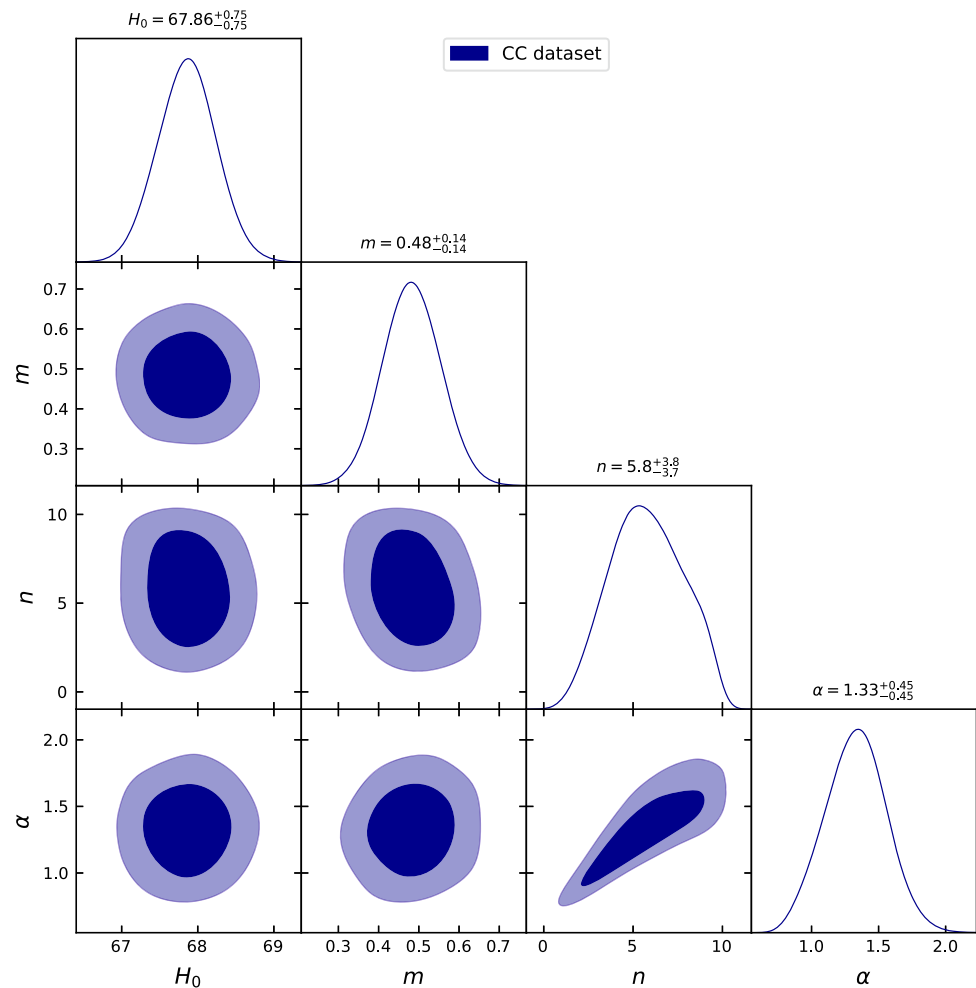 H₀ = 67.86⁺⁰·⁷⁵₋₀.₇₅
CC dataset
m = 0.48⁺⁰·¹⁴₋₀.₁₄
0.7
0.6
m 0.5
0.4
0.3
n = 5.8⁺³·⁸₋₃.₇
10
n 5
0
α = 1.33⁺⁰·⁴⁵₋₀.₄₅
2.0
α 1.5
1.0
67 68 69 0.3 0.4 0.5 0.6 0.7 0 5 10 1.0 1.5 2.0
H₀ m n α